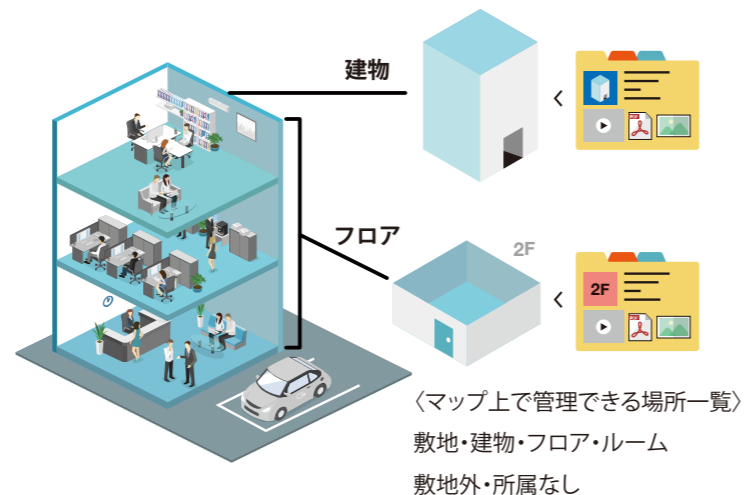 建物
フロア
2F
2F
〈マップ上で管理できる場所一覧〉
敷地・建物・フロア・ルーム
敷地外・所属なし